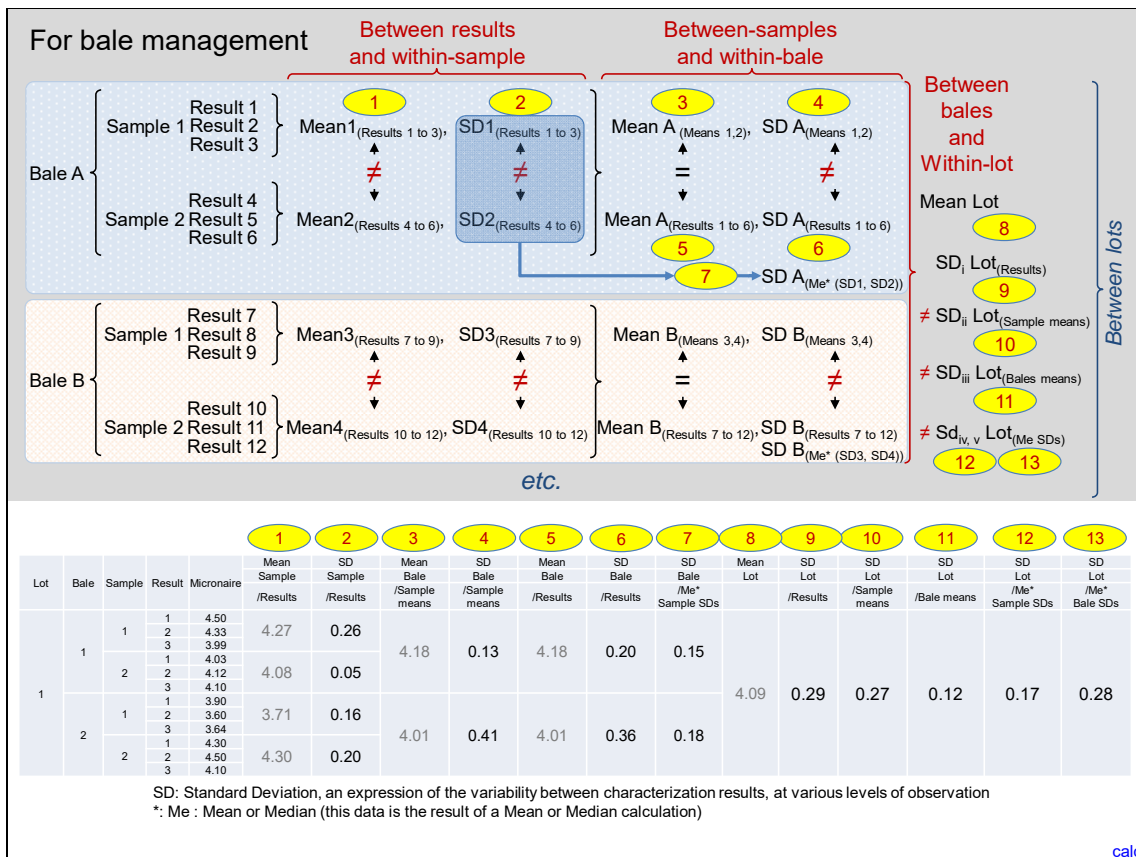 For bale management
Between results
and within-sample
Between-samples
and within-bale
1
2
3
4
Between
bales
and
Within-lot
Between lots
Bale A
Sample 1
Result 1
Result 2
Result 3
Mean1(Results 1 to 3), SD1(Results 1 to 3)
Mean A (Means 1,2) SD A(Means 1,2)
≠ ≠ = ≠
Sample 2
Result 4
Result 5
Result 6
Mean2(Results 4 to 6), SD2(Results 4 to 6)
Mean A(Results 1 to 6), SD A(Results 1 to 6)
5
6
7
SD A(Me* (SD1, SD2))
Mean Lot
8
SDi Lot(Results)
9
≠ SDii Lot(Sample means)
10
≠ SDiii Lot(Bales means)
11
≠ Sdiv, v Lot(Me SDs)
12 13
Bale B
Sample 1
Result 7
Result 8
Result 9
Mean3(Results 7 to 9), SD3(Results 7 to 9)
Mean B(Means 3,4) SD B(Means 3,4)
≠ ≠ = ≠
Sample 2
Result 10
Result 11
Result 12
Mean4(Results 10 to 12), SD4(Results 10 to 12)
Mean B(Results 7 to 12), SD B(Results 7 to 12)
SD B(Me* (SD3, SD4))
etc.
1 2 3 4 5 6 7 8 9 10 11 12 13
Mean SD Mean SD Mean SD SD Mean SD SD SD SD SD
Lot Bale Sample Result Micronaire Sample Sample Bale Bale Bale Bale Bale Lot Lot Lot Lot Lot Lot
/Results /Results /Sample means /Sample means /Results /Results /Me* Sample SDs /Results /Sample means /Bale means /Me* Sample SDs /Me* Bale SDs
1 1 1 1 4.50 4.27 0.26 4.18 0.13 4.18 0.20 0.15 4.09 0.29 0.27 0.12 0.17 0.28
2 4.33
3 3.99
2 1 4.03 4.08 0.05
2 4.12
3 4.10
2 1 1 3.90 3.71 0.16 4.01 0.41 4.01 0.36 0.18
2 3.60
3 3.64
2 1 4.30 4.30 0.20
2 4.50
3 4.10
SD: Standard Deviation, an expression of the variability between characterization results, at various levels of observation
*: Me : Mean or Median (this data is the result of a Mean or Median calculation)
calc